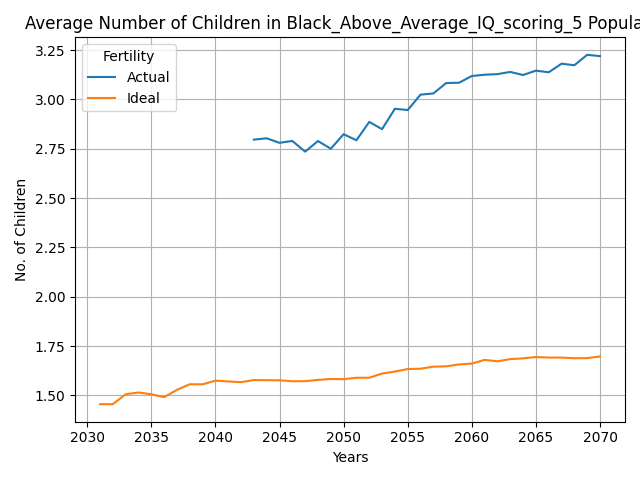 Average Number of Children in Black_Above_Average_IQ_scoring_5 Popula
Fertility
Actual
Ideal
3.25
3.00
2.75
2.50
2.25
2.00
1.75
1.50
No. of Children
2030 2035 2040 2045 2050 2055 2060 2065 2070
Years